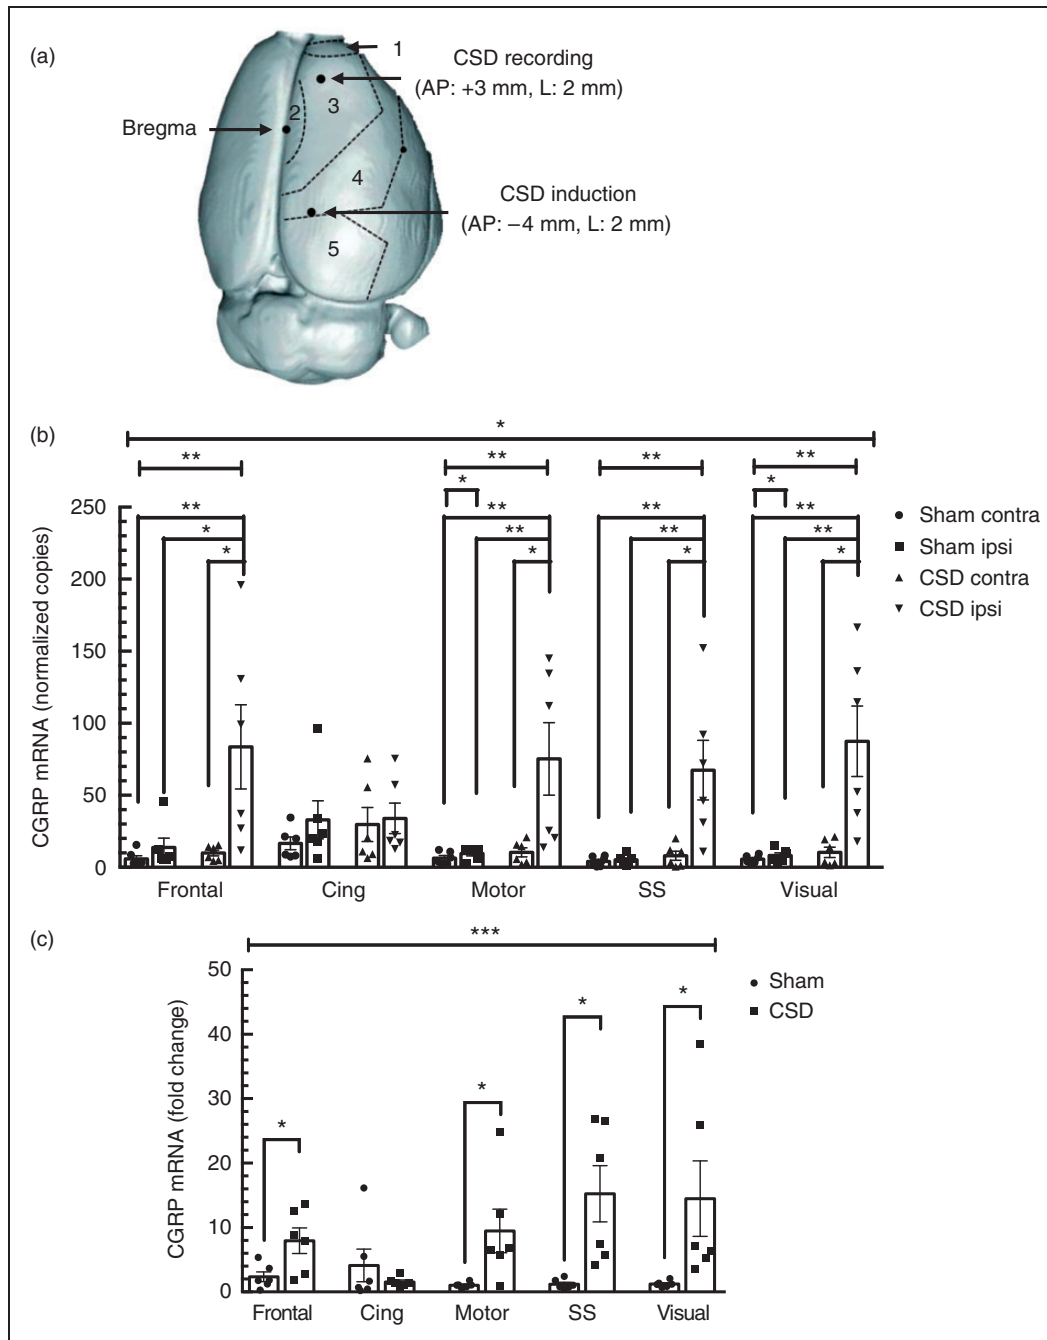 (a)
1
CSD recording
(AP: +3 mm, L: 2 mm)
3
2
Bregma
4
CSD induction
(AP: −4 mm, L: 2 mm)
5
(b)
*
** ** ** **
* *
** ** ** **
* ** ** **
* * * *
250
200
150
100
50
0
CGRP mRNA (normalized copies)
Sham contra
Sham ipsi
CSD contra
CSD ipsi
Frontal Cing Motor SS Visual
(c)
***
50
40
30
20
10
0
CGRP mRNA (fold change)
Sham
CSD
*
*
*
*
Frontal Cing Motor SS Visual